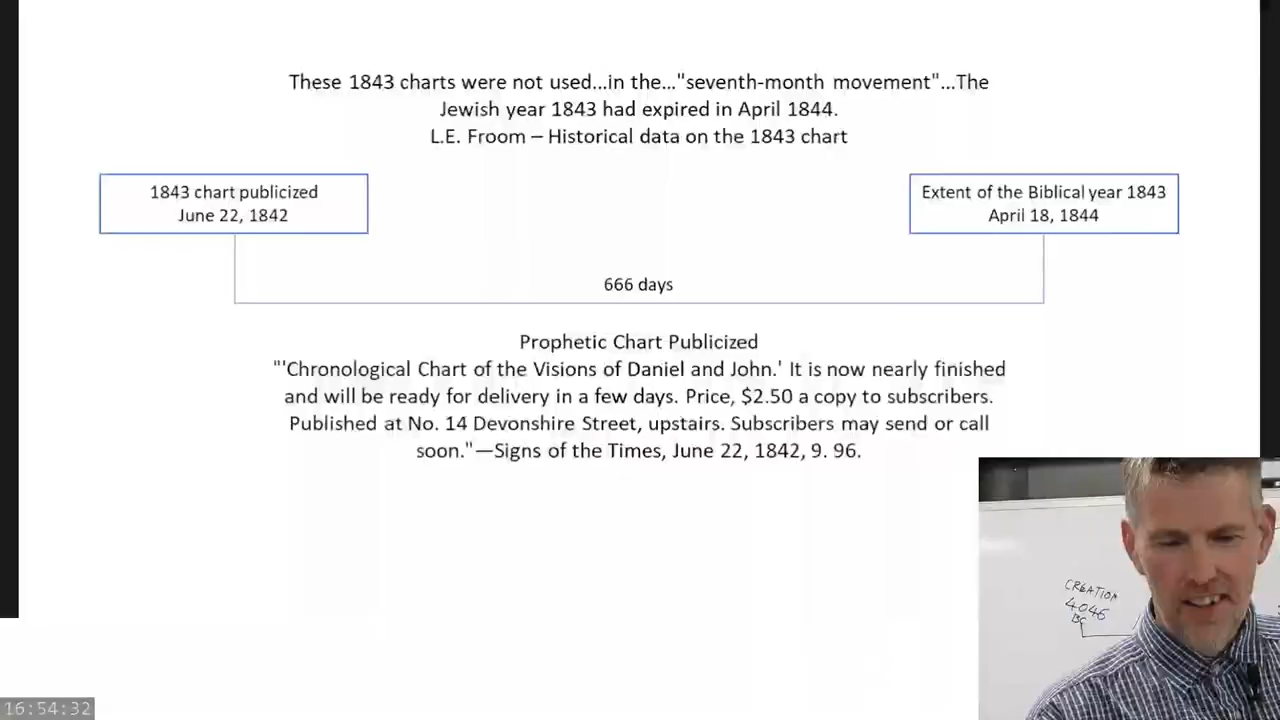 These 1843 charts were not used...in the..."seventh-month movement"...The
Jewish year 1843 had expired in April 1844.
L.E. Froom – Historical data on the 1843 chart
1843 chart publicized
June 22, 1842
Extent of the Biblical year 1843
April 18, 1844
666 days
Prophetic Chart Publicized
"'Chronological Chart of the Visions of Daniel and John.' It is now nearly finished
and will be ready for delivery in a few days. Price, $2.50 a copy to subscribers.
Published at No. 14 Devonshire Street, upstairs. Subscribers may send or call
soon."—Signs of the Times, June 22, 1842, 9. 96.
CREATION
4046
BC
16:54:32